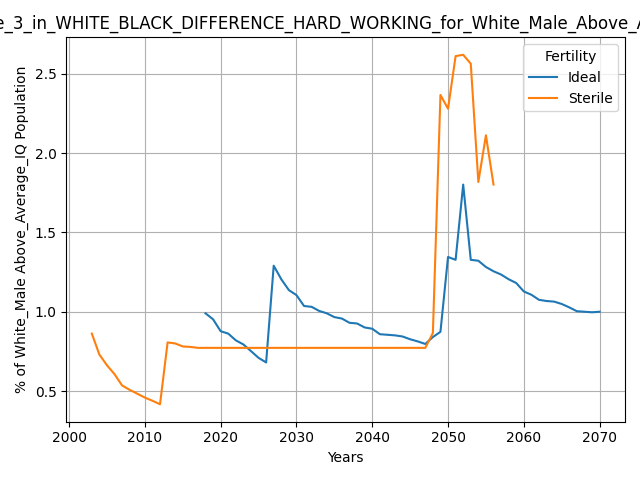 e_3_in_WHITE_BLACK_DIFFERENCE_HARD_WORKING_for_White_Male_Above_A
% of White_Male Above_Average_IQ Population
2.5
2.0
1.5
1.0
0.5
Fertility
Ideal
Sterile
2000 2010 2020 2030 2040 2050 2060 2070
Years